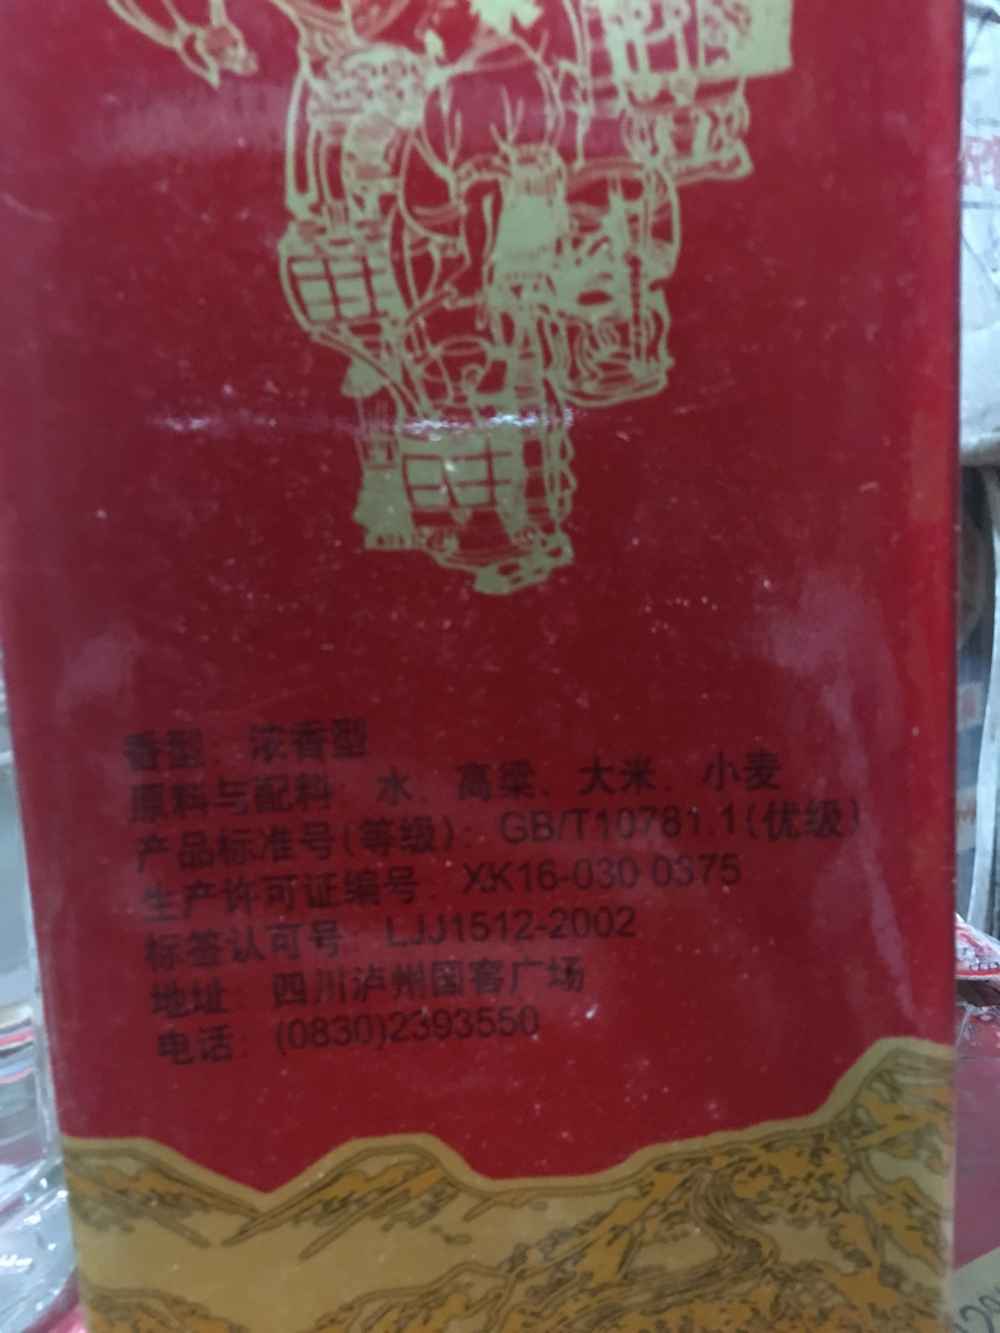 香型：浓香型
原料与配料：水、高粱、大米、小麦
产品标准号(等级)：GB/T10781.1(优级)
生产许可证编号：XK16-030 0375
标签认可号：LJJ1512-2002
地址：四川泸州国窖广场
电话：(0830)2393550